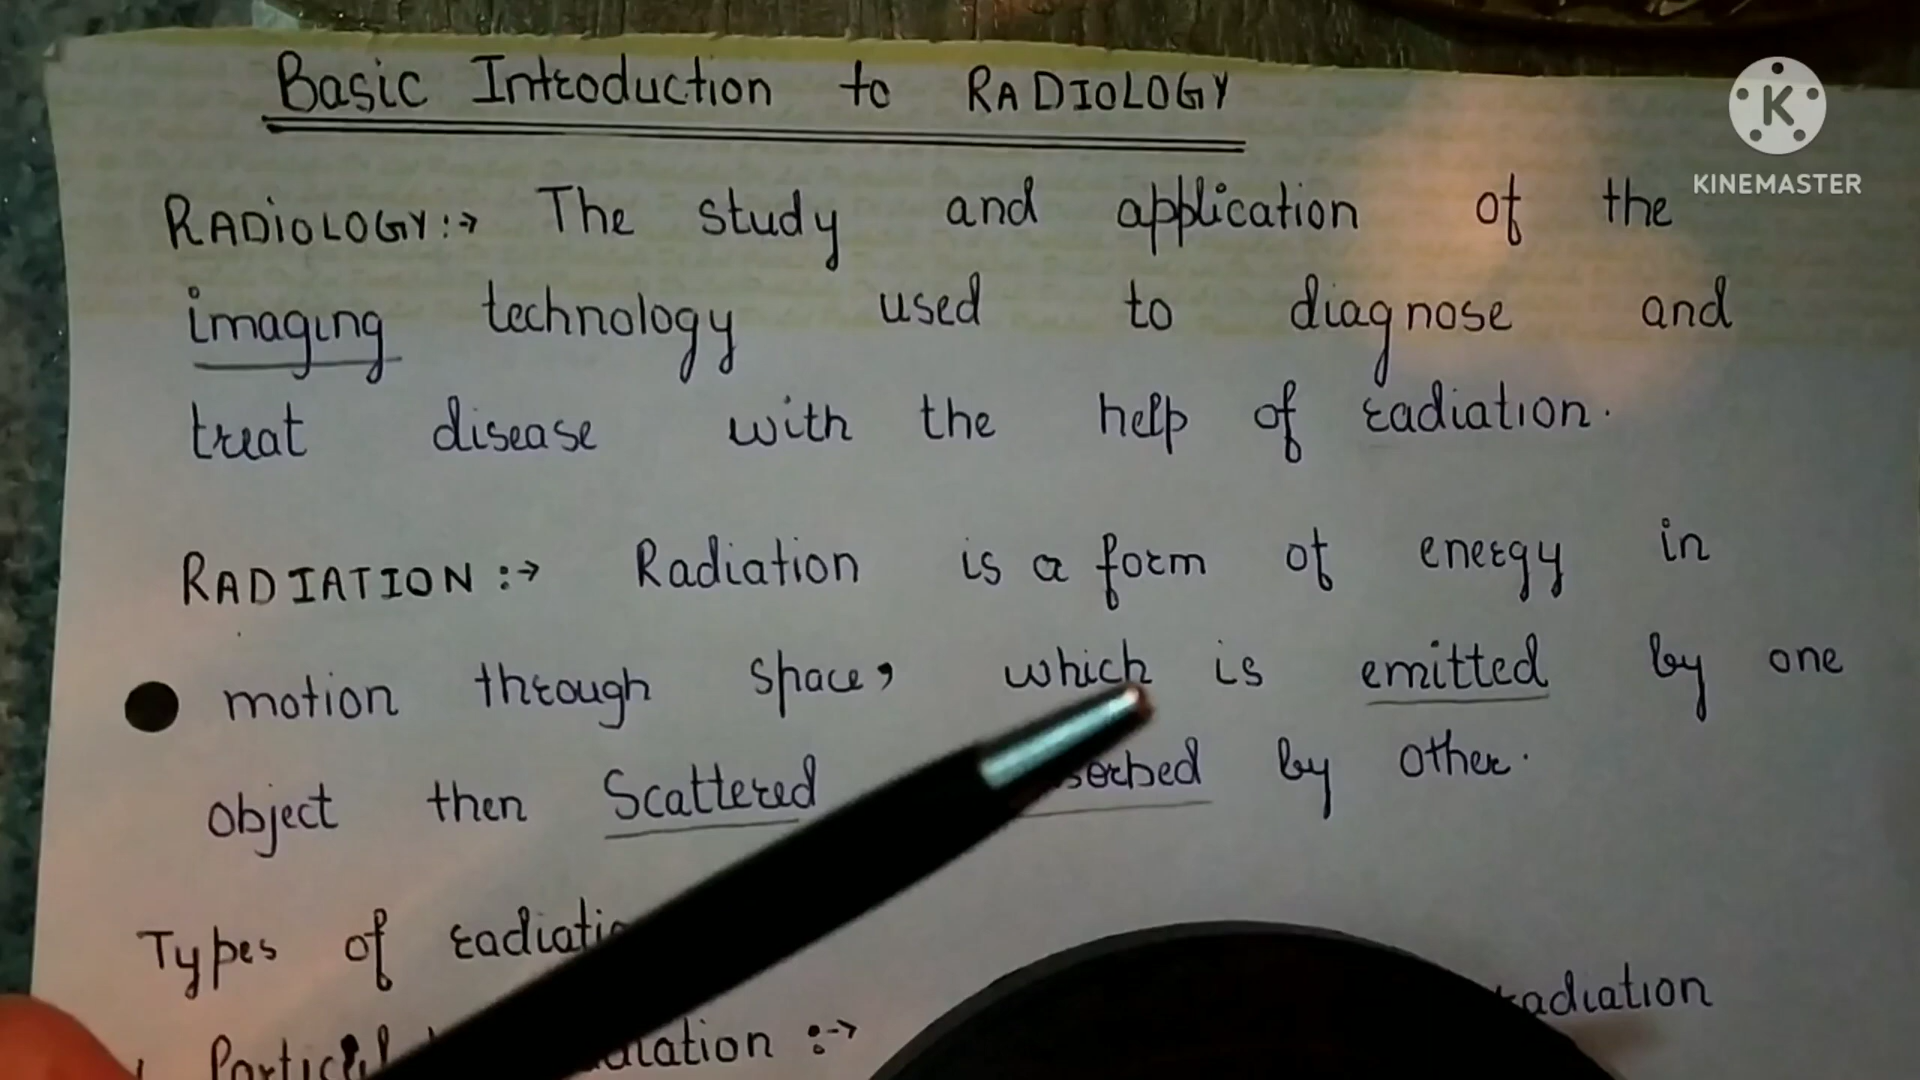 Basic Introduction to RADIOLOGY
KINEMASTER
RADIOLOGY :→ The study and application of the
imaging technology used to diagnose and
treat disease with the help of radiation.
RADIATION :→ Radiation is a form of energy in
motion through space, which is emitted by one
object then Scattered by other.
Types of
radiation
:→